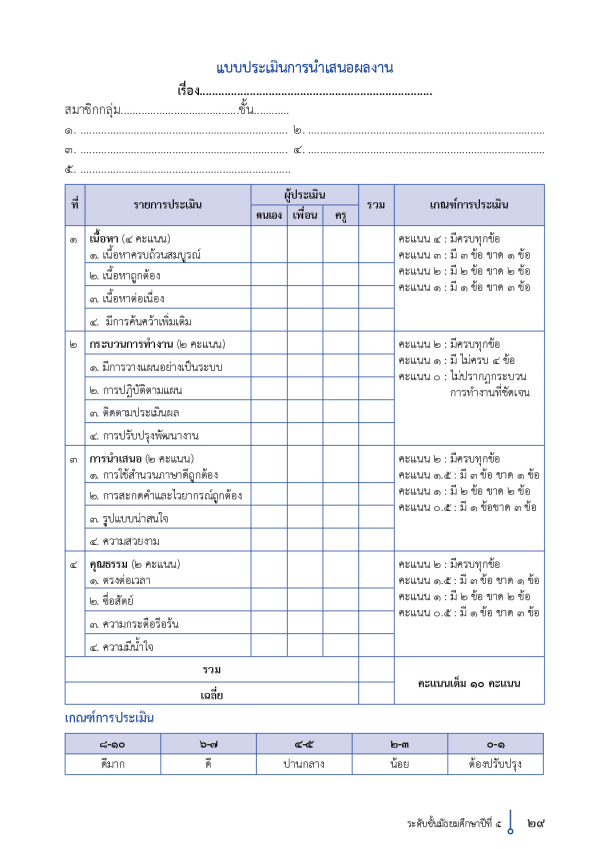 แบบประเมินการนำเสนอผลงาน
เรื่อง..........................................................................
สมาชิกกลุ่ม........................................ชั้น............
๑. ...................................................................... ๒. ................................................................................
๓. ...................................................................... ๔. ................................................................................
๕. .......................................................................
ที่ รายการประเมิน ผู้ประเมิน รวม เกณฑ์การประเมิน
ตนเอง เพื่อน ครู
๑ เนื้อหา (๔ คะแนน) คะแนน ๔ : มีครบทุกข้อ
๑. เนื้อหาครบถ้วนสมบูรณ์ คะแนน ๓ : มี ๓ ข้อ ขาด ๑ ข้อ
๒. เนื้อหาถูกต้อง คะแนน ๒ : มี ๒ ข้อ ขาด ๒ ข้อ
๓. เนื้อหาต่อเนื่อง คะแนน ๑ : มี ๑ ข้อ ขาด ๓ ข้อ
๔. มีการค้นคว้าเพิ่มเติม
๒ กระบวนการทำงาน (๒ คะแนน) คะแนน ๒ : มีครบทุกข้อ
๑. มีการวางแผนอย่างเป็นระบบ คะแนน ๑ : มี ไม่ครบ ๔ ข้อ
๒. การปฏิบัติตามแผน คะแนน ๐ : ไม่ปรากฏกระบวน
๓. ติดตามประเมินผล การทำงานที่ชัดเจน
๔. การปรับปรุงพัฒนางาน
๓ การนำเสนอ (๒ คะแนน) คะแนน ๒ : มีครบทุกข้อ
๑. การใช้สำนวนภาษาดีถูกต้อง คะแนน ๑.๕ : มี ๓ ข้อ ขาด ๑ ข้อ
๒. การสะกดคำและไวยากรณ์ถูกต้อง คะแนน ๑ : มี ๒ ข้อ ขาด ๒ ข้อ
๓. รูปแบบน่าสนใจ คะแนน ๐.๕ : มี ๑ ข้อขาด ๓ ข้อ
๔. ความสวยงาม
๔ คุณธรรม (๒ คะแนน) คะแนน ๒ : มีครบทุกข้อ
๑. ตรงต่อเวลา คะแนน ๑.๕ : มี ๓ ข้อ ขาด ๑ ข้อ
๒. ซื่อสัตย์ คะแนน ๑ : มี ๒ ข้อ ขาด ๒ ข้อ
๓. ความกระตือรือร้น คะแนน ๐.๕ : มี ๑ ข้อ ขาด ๓ ข้อ
๔. ความมีน้ำใจ
รวม คะแนนเต็ม ๑๐ คะแนน
เฉลี่ย
เกณฑ์การประเมิน
๘-๑๐ ๖-๗ ๔-๕ ๒-๓ ๐-๑
ดีมาก ดี ปานกลาง น้อย ต้องปรับปรุง
ระดับชั้นมัธยมศึกษาปีที่ ๕ ๒๙